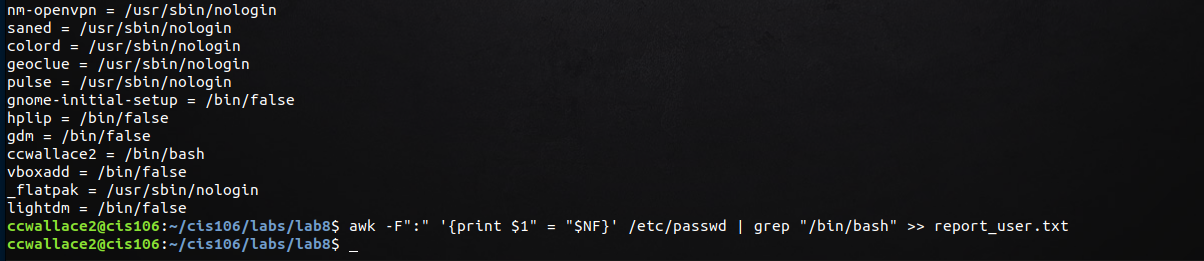 nm-openvpn = /usr/sbin/nologin
saned = /usr/sbin/nologin
colord = /usr/sbin/nologin
geoclue = /usr/sbin/nologin
pulse = /usr/sbin/nologin
gnome-initial-setup = /bin/false
hplip = /bin/false
gdm = /bin/false
ccwallace2 = /bin/bash
vboxadd = /bin/false
_flatpak = /usr/sbin/nologin
lightdm = /bin/false
ccwallace2@cis106:~/cis106/labs/lab8$ awk -F":" '{print $1" = "$NF}' /etc/passwd | grep "/bin/bash" >> report_user.txt
ccwallace2@cis106:~/cis106/labs/lab8$ _